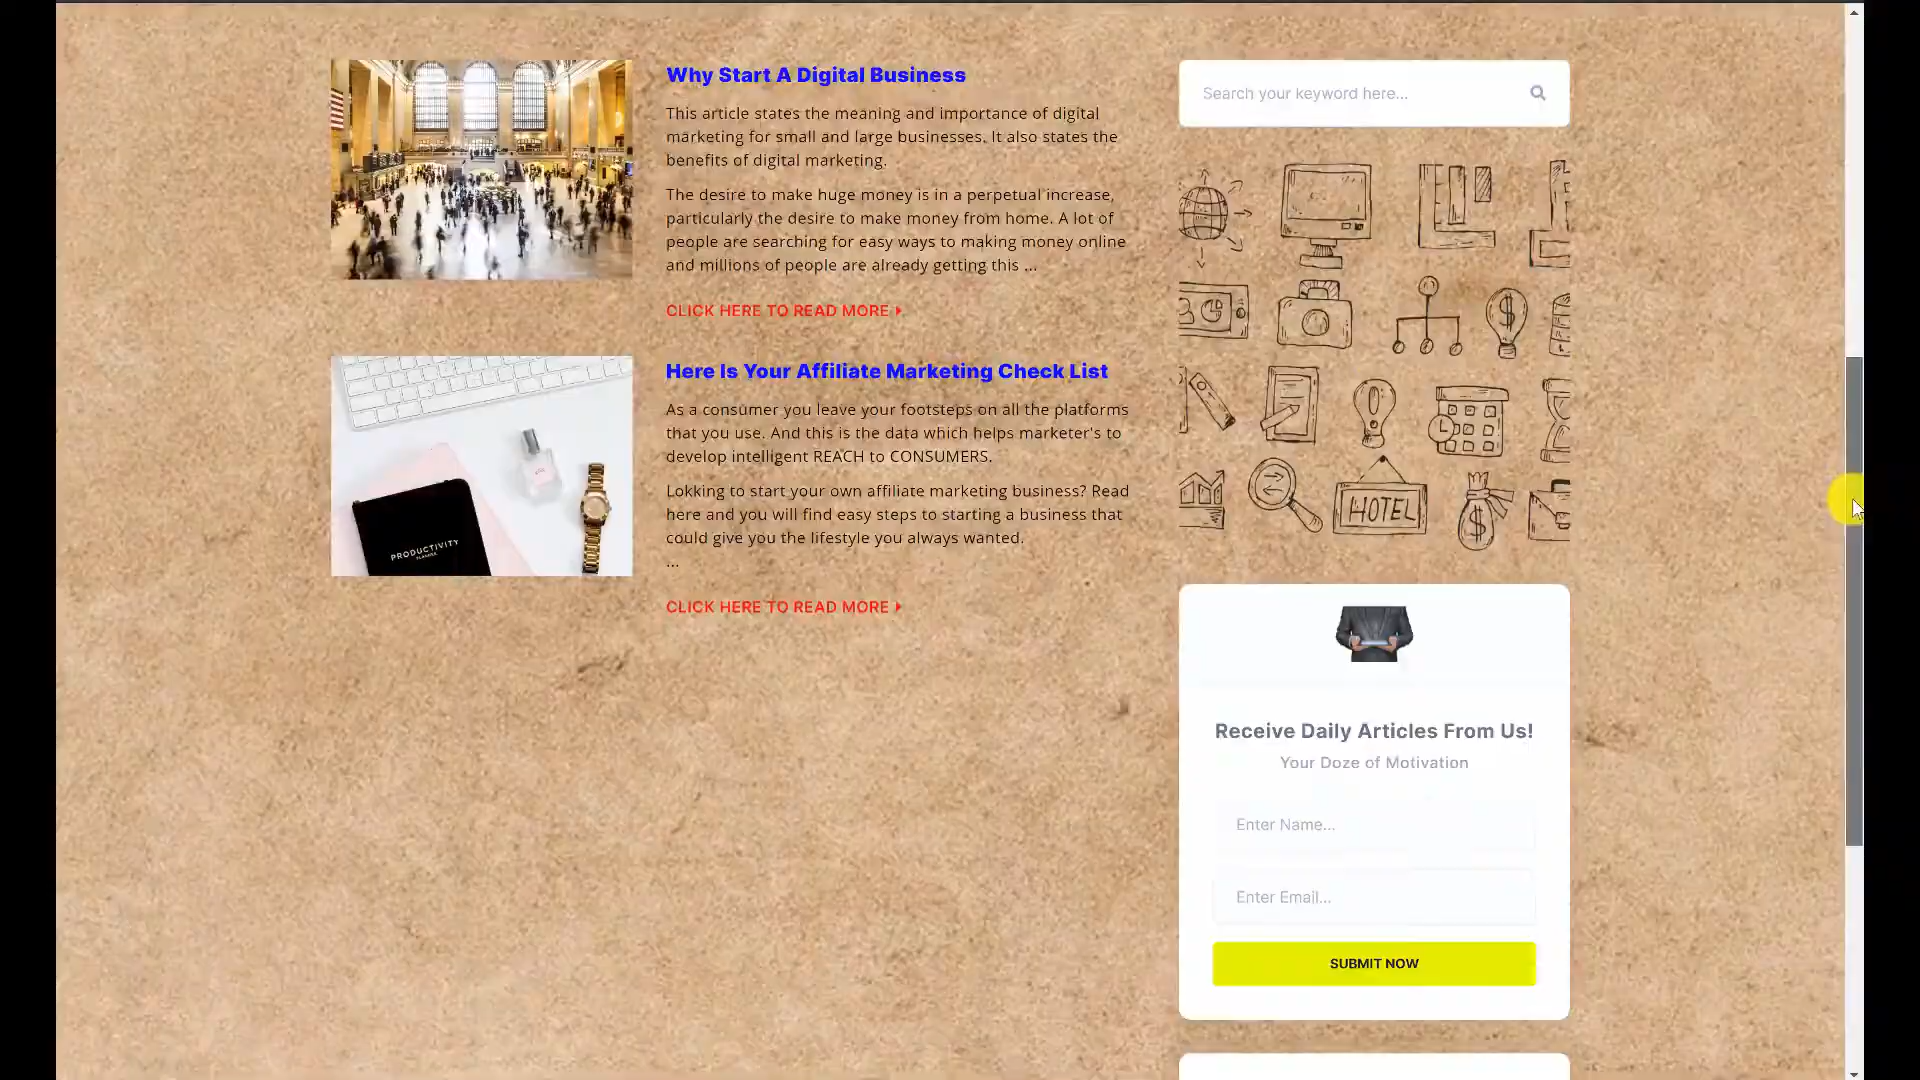 Why Start A Digital Business
This article states the meaning and importance of digital
marketing for small and large businesses. It also states the
benefits of digital marketing.
The desire to make huge money is in a perpetual increase,
particularly the desire to make money from home. A lot of
people are searching for easy ways to making money online
and millions of people are already getting this ...
CLICK HERE TO READ MORE
Here Is Your Affiliate Marketing Check List
As a consumer you leave your footsteps on all the platforms
that you use. And this is the data which helps marketer's to
develop intelligent REACH to CONSUMERS.
Lokking to start your own affiliate marketing business? Read
here and you will find easy steps to starting a business that
could give you the lifestyle you always wanted.
...
CLICK HERE TO READ MORE
PRODUCTIVITY
PLANNER
Search your keyword here...
HOTEL
Receive Daily Articles From Us!
Your Doze of Motivation
Enter Name...
Enter Email...
SUBMIT NOW